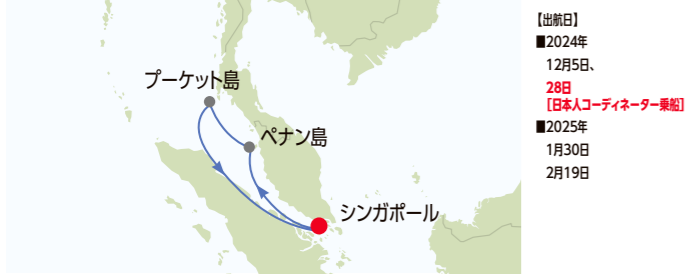 プーケット島
ペナン島
シンガポール
【出航日】
■2024年
12月5日、
28日
[日本人コーディネーター乗船]
■2025年
1月30日
2月19日